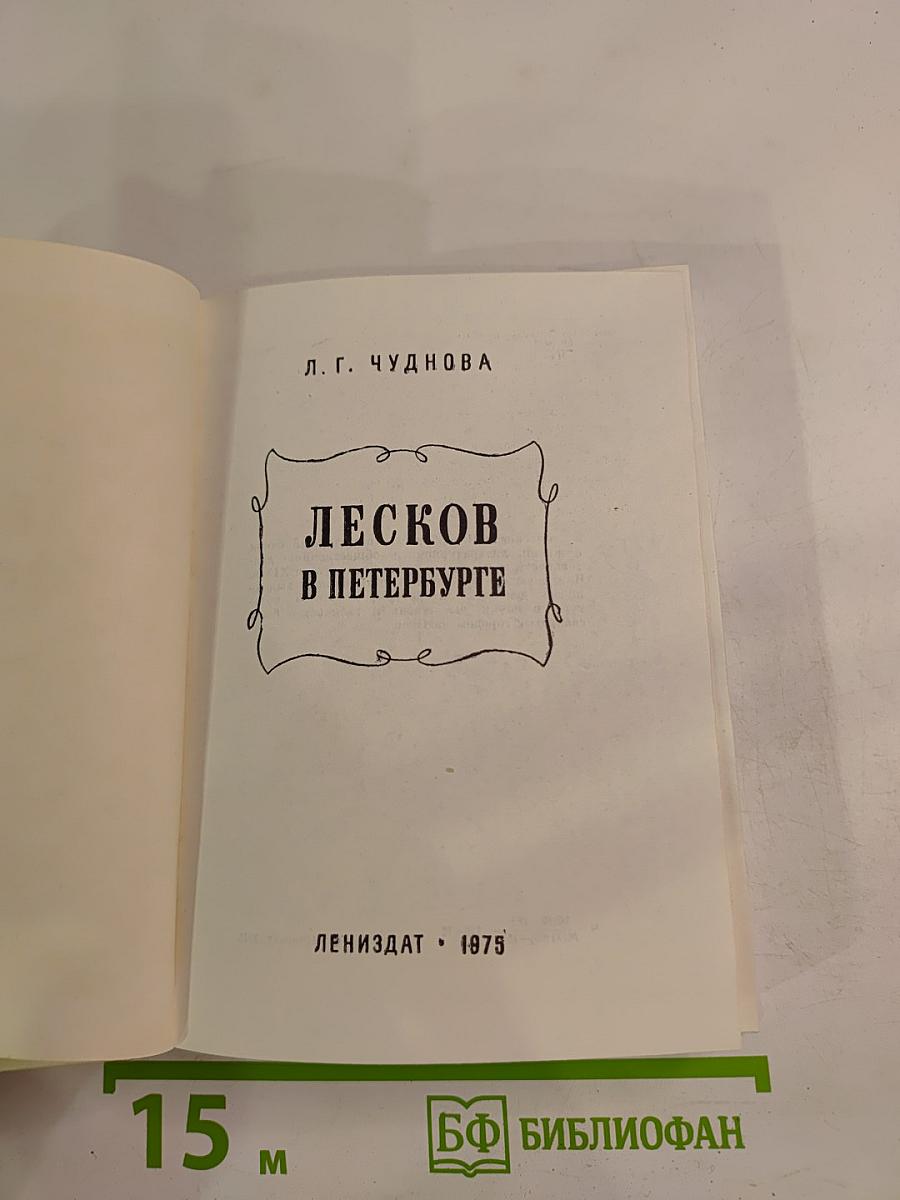 Л. Г. ЧУДНОВА
ЛЕСКОВ
В ПЕТЕРБУРГЕ
ЛЕНИЗДАТ • 1975
15 м
БФ БИБЛИОФАН